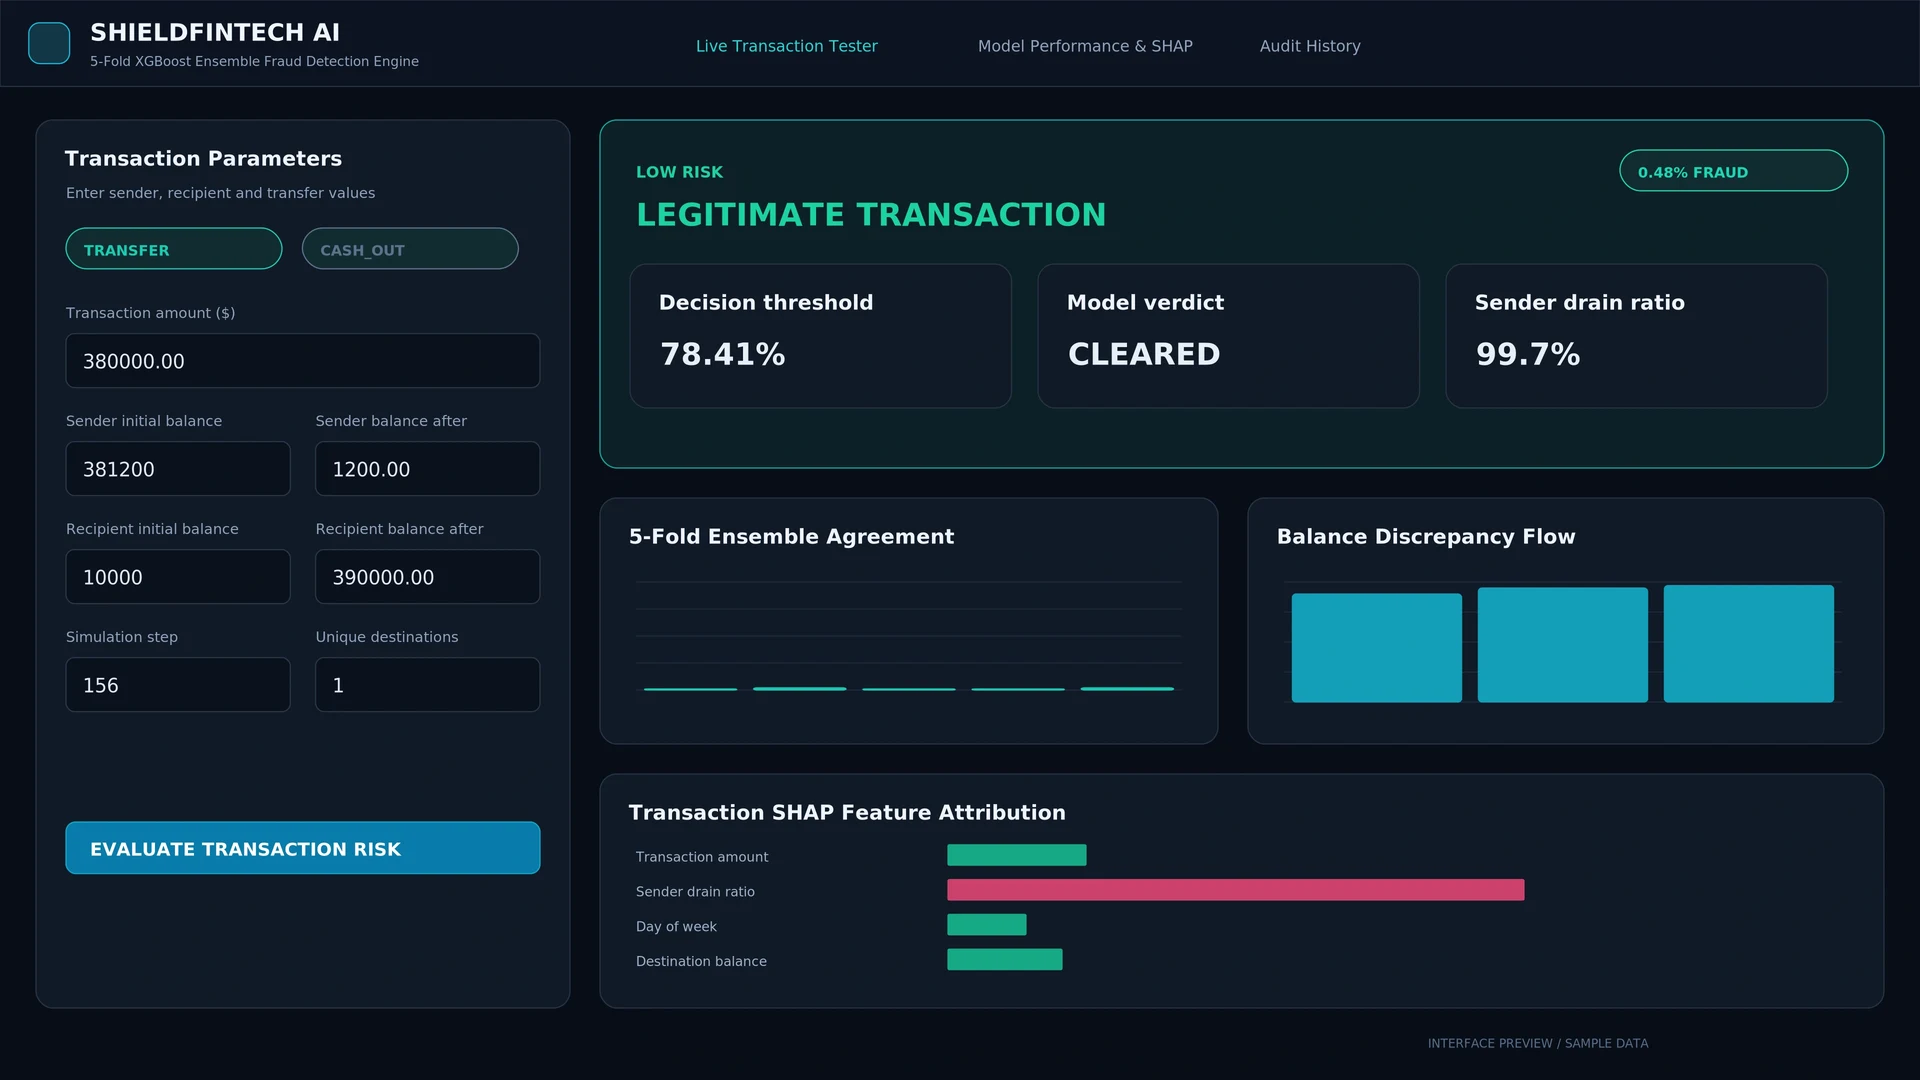 SHIELDFINTECH AI
5-Fold XGBoost Ensemble Fraud Detection Engine
Live Transaction Tester
Model Performance & SHAP
Audit History
Transaction Parameters
Enter sender, recipient and transfer values
TRANSFER
CASH_OUT
Transaction amount ($)
380000.00
Sender initial balance
Sender balance after
381200
1200.00
Recipient initial balance
Recipient balance after
10000
390000.00
Simulation step
Unique destinations
156
1
EVALUATE TRANSACTION RISK
LOW RISK
0.48% FRAUD
LEGITIMATE TRANSACTION
Decision threshold
78.41%
Model verdict
CLEARED
Sender drain ratio
99.7%
5-Fold Ensemble Agreement
Balance Discrepancy Flow
Transaction SHAP Feature Attribution
Transaction amount
Sender drain ratio
Day of week
Destination balance
INTERFACE PREVIEW / SAMPLE DATA